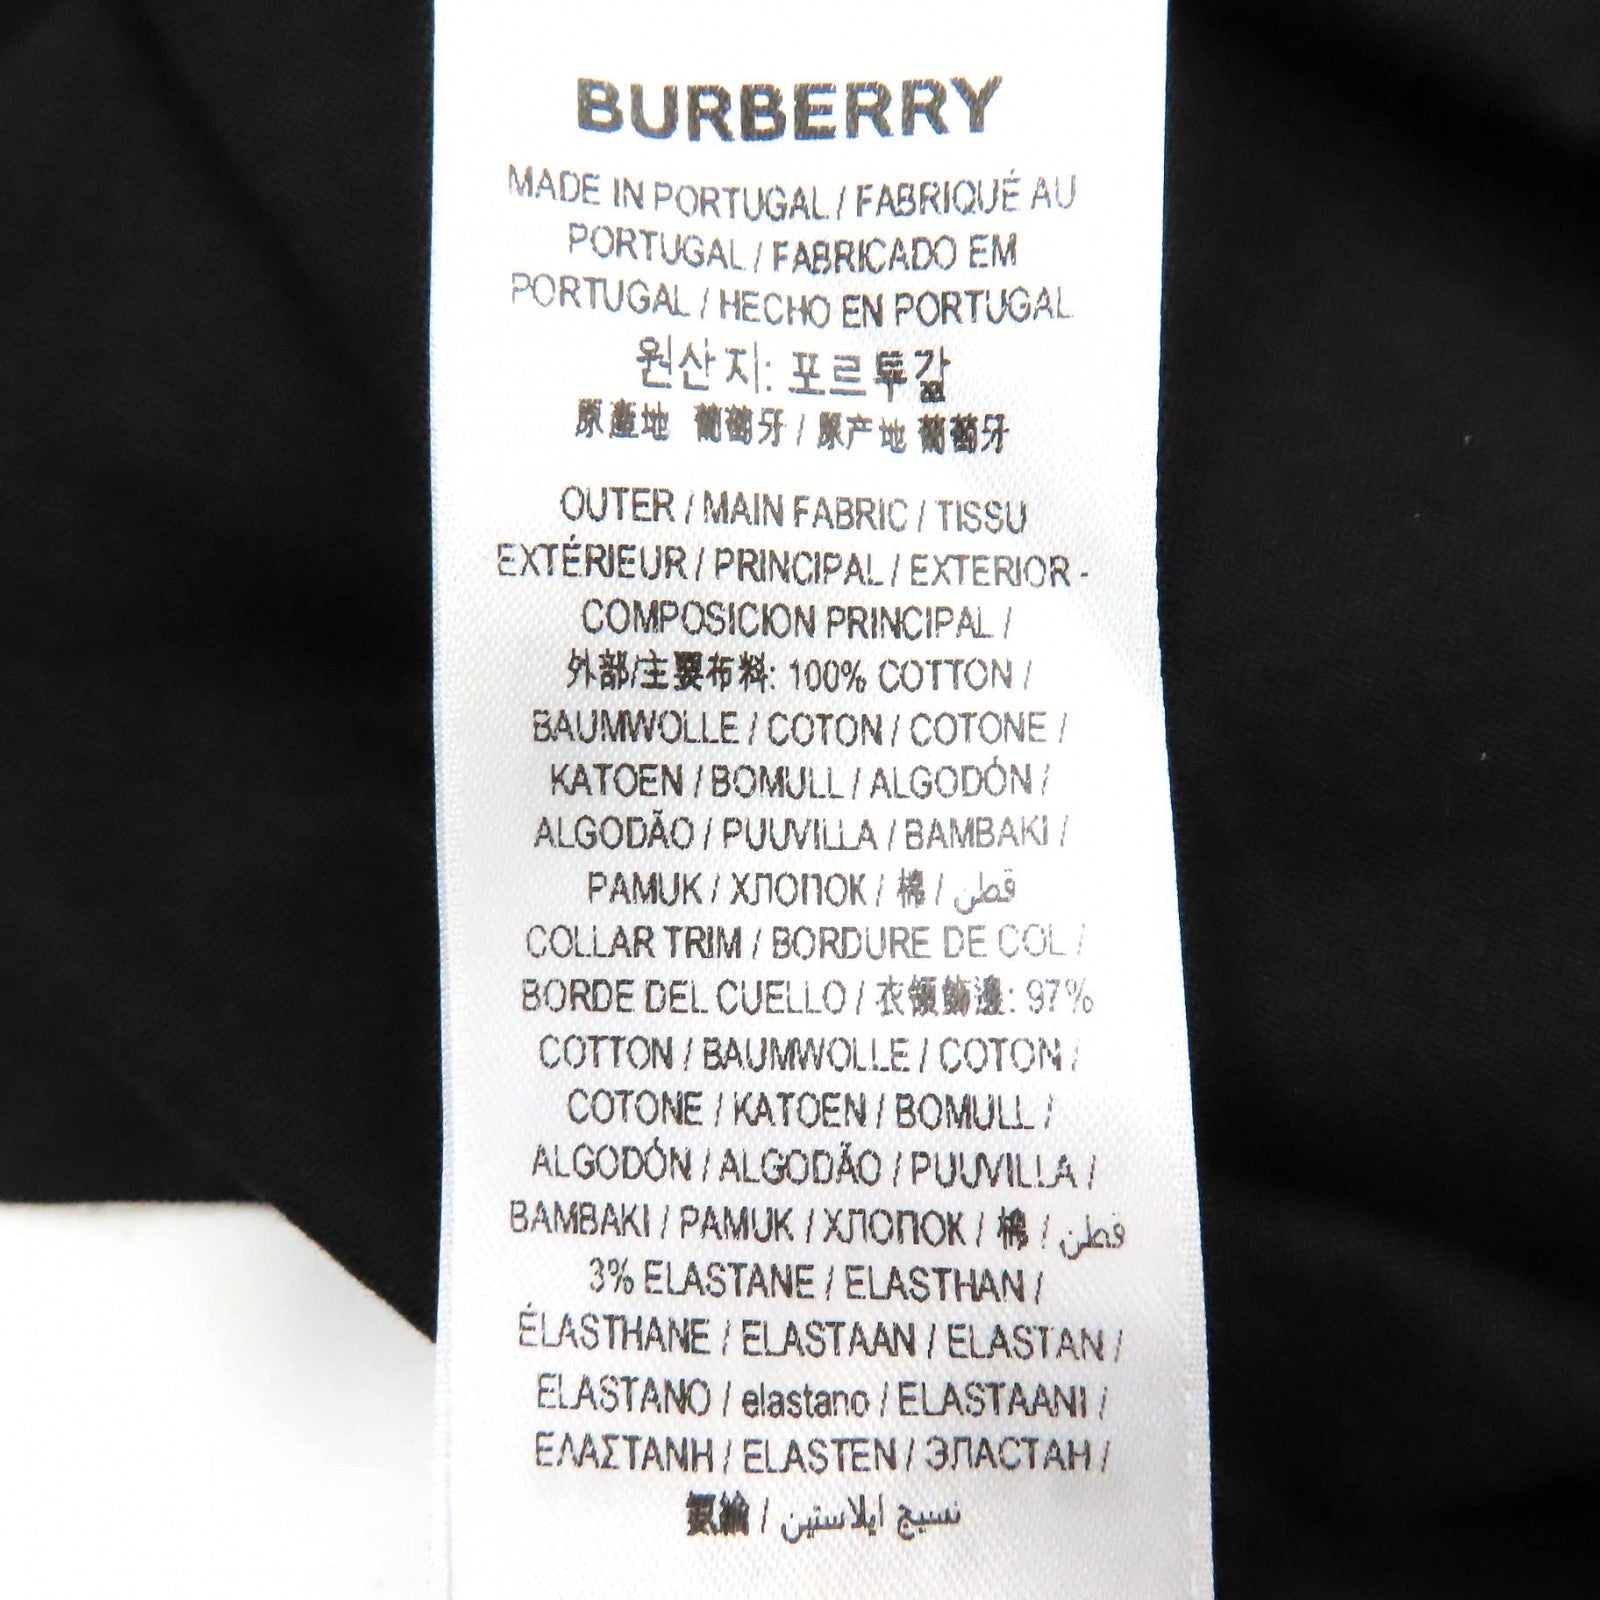 BURBERRY
MADE IN PORTUGAL / FABRIQUÉ AU
PORTUGAL / FABRICADO EM
PORTUGAL / HECHO EN PORTUGAL
원산지: 포르투갈
原產地 葡萄牙 / 原产地 葡萄牙
OUTER / MAIN FABRIC / TISSU
EXTÉRIEUR / PRINCIPAL / EXTERIOR -
COMPOSICION PRINCIPAL /
外部/主要布料: 100% COTTON /
BAUMWOLLE / COTON / COTONE /
KATOEN / BOMULL / ALGODÓN /
ALGODÃO / PUUVILLA / BAMBAKI /
PAMUK / ХЛОПОК / 棉 / قطن
COLLAR TRIM / BORDURE DE COL /
BORDE DEL CUELLO / 衣領飾邊: 97%
COTTON / BAUMWOLLE / COTON /
COTONE / KATOEN / BOMULL /
ALGODÓN / ALGODÃO / PUUVILLA /
BAMBAKI / PAMUK / ХЛОПОК / 棉 / قطن
3% ELASTANE / ELASTHAN /
ÉLASTHANE / ELASTAAN / ELASTAN /
ELASTANO / elastano / ELASTAANI /
ΕΛΑΣΤΑΝΗ / ELASTEN / ЭЛАСТАН /
氨綸 / نسيج ايلاستين